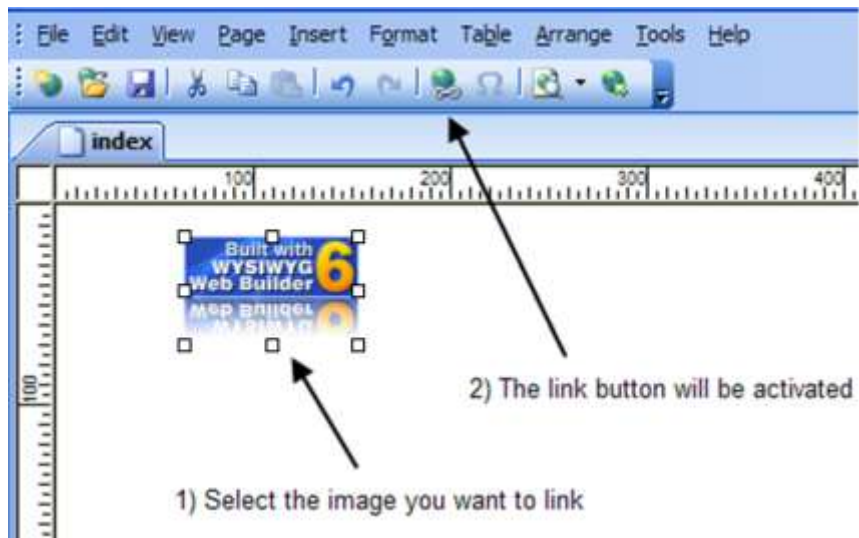 File Edit View Page Insert Format Table Arrange Tools Help
index
100 200 300 400
Built with
WYSIWYG
Web Builder 6
100
2) The link button will be activated
1) Select the image you want to link